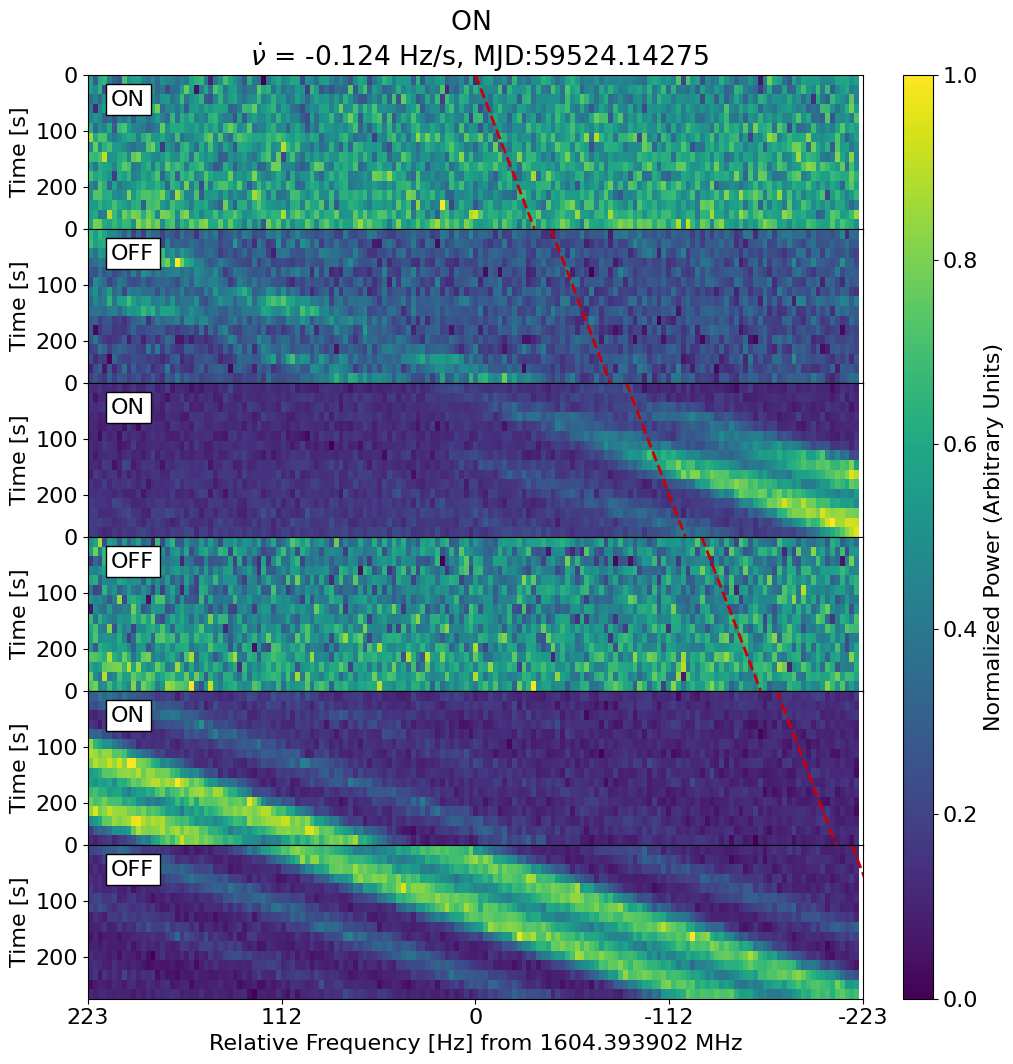 ON
ν̇ = -0.124 Hz/s, MJD:59524.14275
0
100
200
Time [s]
ON
0
100
200
Time [s]
OFF
0
100
200
Time [s]
ON
0
100
200
Time [s]
OFF
0
100
200
Time [s]
ON
0
100
200
Time [s]
OFF
223
112
0
-112
-223
Relative Frequency [Hz] from 1604.393902 MHz
1.0
0.8
0.6
0.4
0.2
0.0
Normalized Power (Arbitrary Units)